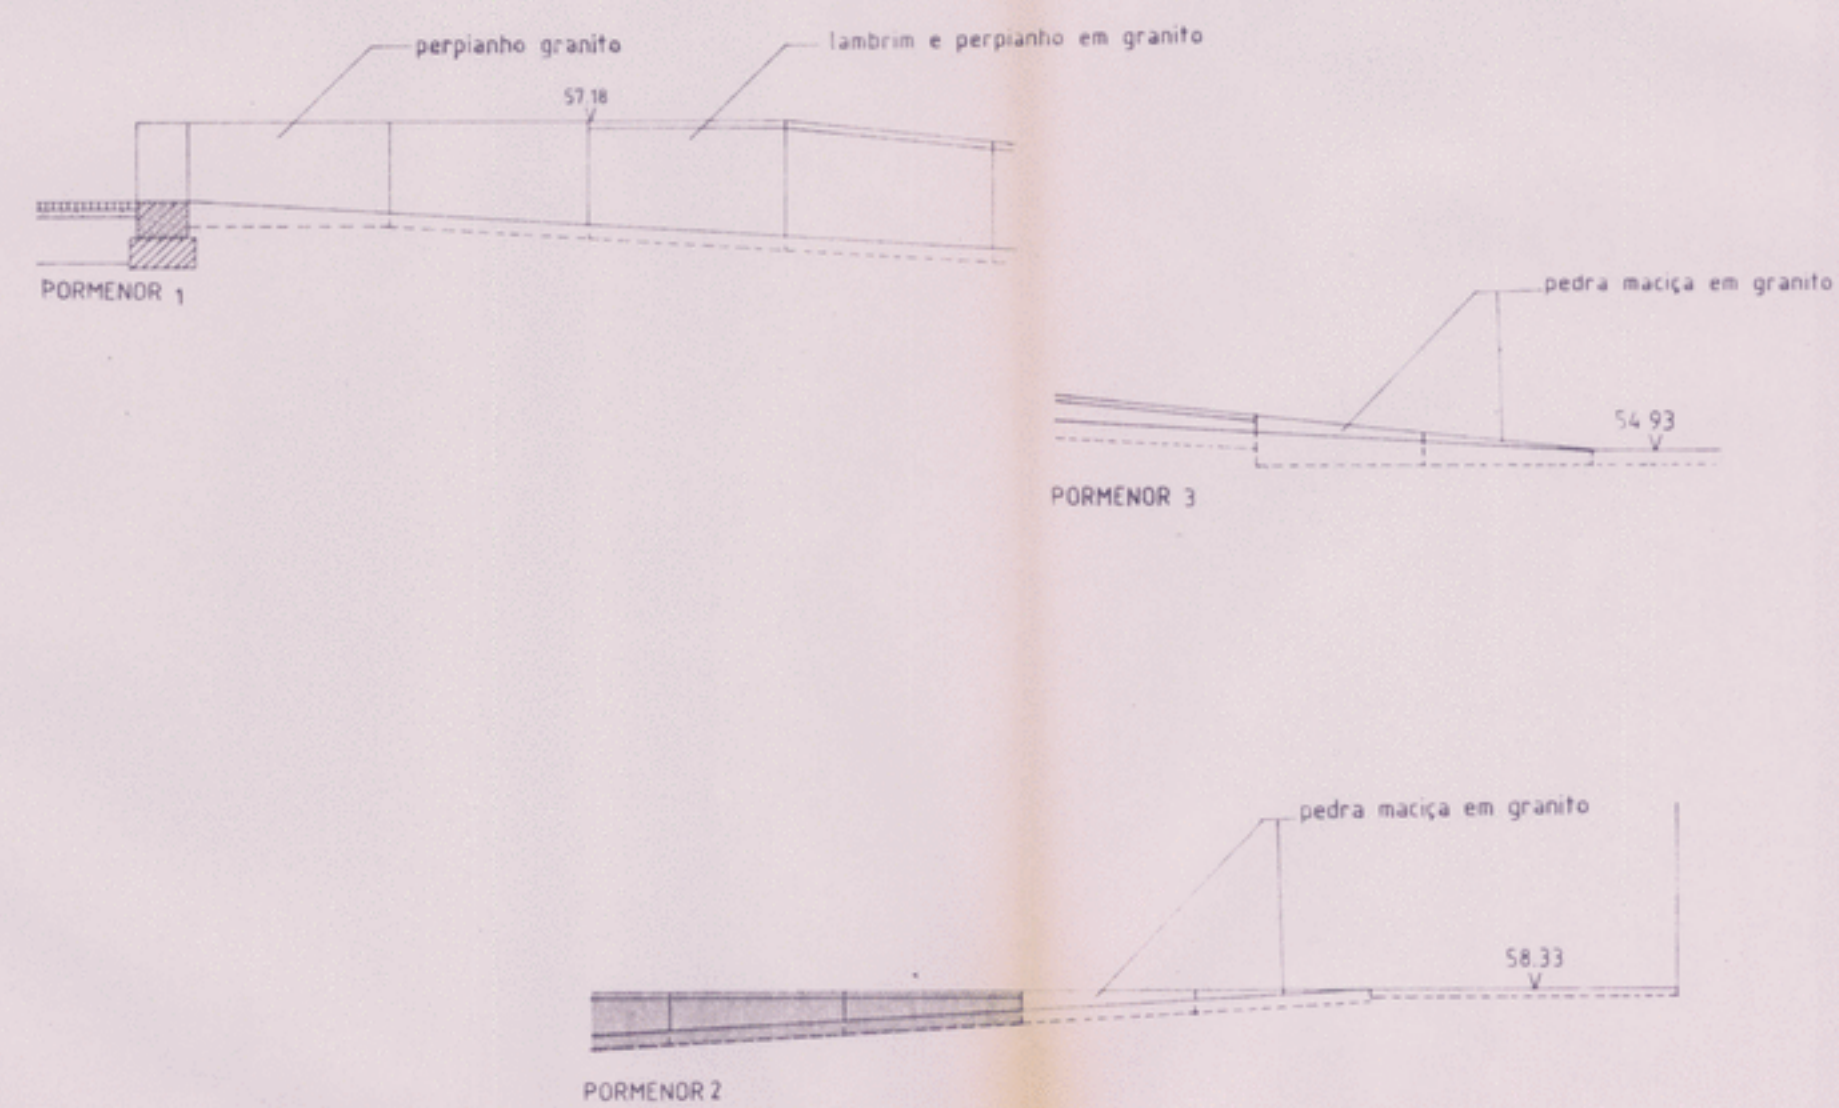 perpianho granito
lambrim e perpianho em granito
57.18
PORMENOR 1
pedra maciça em granito
54.93
PORMENOR 3
pedra maciça em granito
58.33
PORMENOR 2